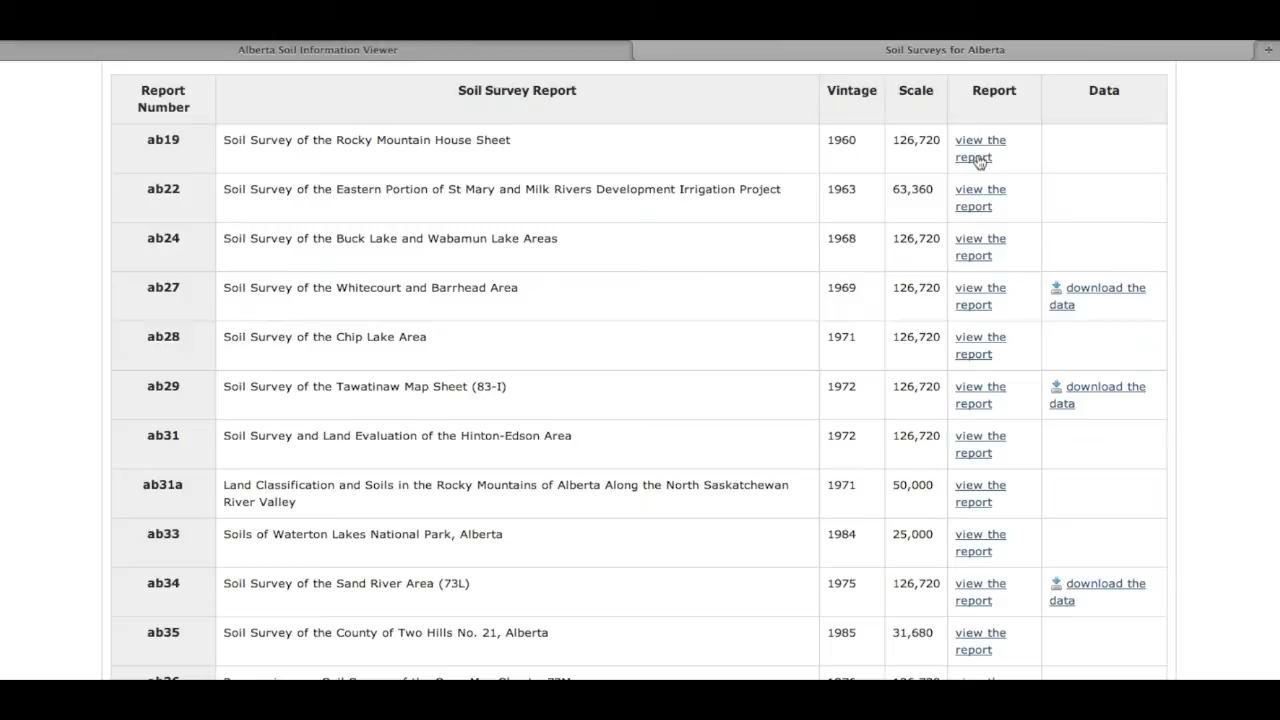 Alberta Soil Information Viewer
Soil Surveys for Alberta
+
Report Number
Soil Survey Report
Vintage
Scale
Report
Data
ab19
Soil Survey of the Rocky Mountain House Sheet
1960
126,720
view the
report
ab22
Soil Survey of the Eastern Portion of St Mary and Milk Rivers Development Irrigation Project
1963
63,360
view the
report
ab24
Soil Survey of the Buck Lake and Wabamun Lake Areas
1968
126,720
view the
report
ab27
Soil Survey of the Whitecourt and Barrhead Area
1969
126,720
view the
report
download the
data
ab28
Soil Survey of the Chip Lake Area
1971
126,720
view the
report
ab29
Soil Survey of the Tawatinaw Map Sheet (83-I)
1972
126,720
view the
report
download the
data
ab31
Soil Survey and Land Evaluation of the Hinton-Edson Area
1972
126,720
view the
report
ab31a
Land Classification and Soils in the Rocky Mountains of Alberta Along the North Saskatchewan
River Valley
1971
50,000
view the
report
ab33
Soils of Waterton Lakes National Park, Alberta
1984
25,000
view the
report
ab34
Soil Survey of the Sand River Area (73L)
1975
126,720
view the
report
download the
data
ab35
Soil Survey of the County of Two Hills No. 21, Alberta
1985
31,680
view the
report